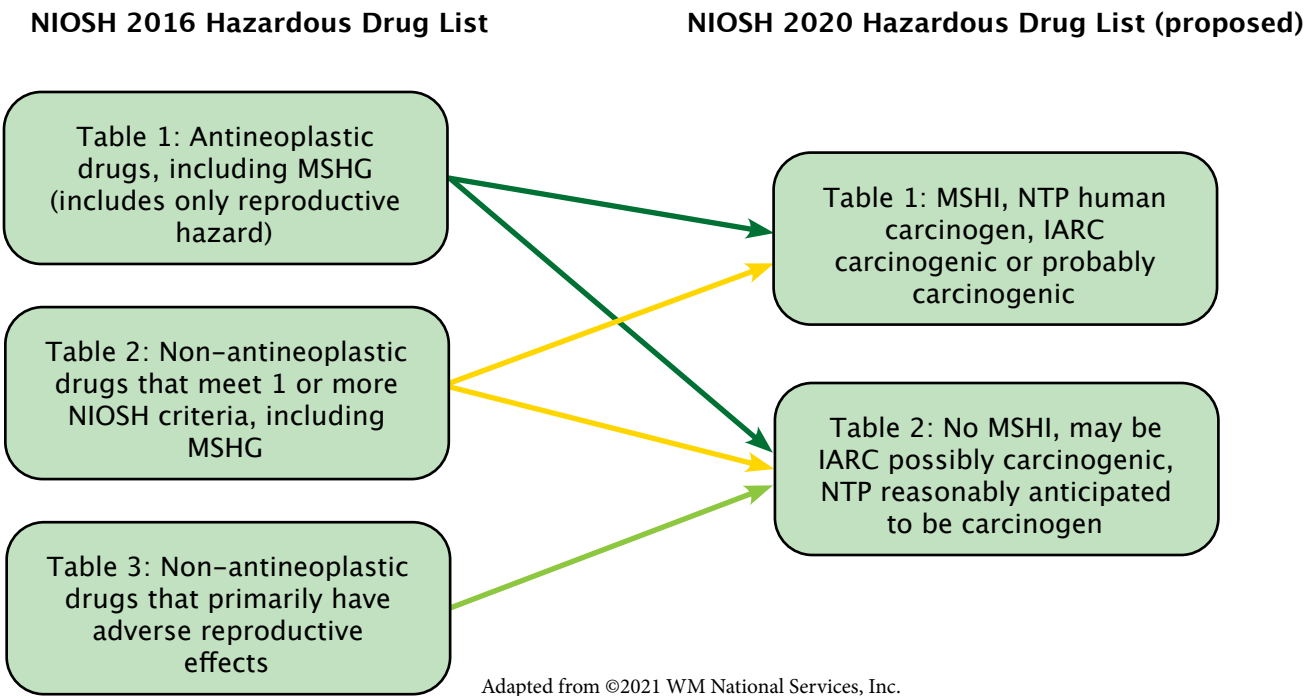 NIOSH 2016 Hazardous Drug List
NIOSH 2020 Hazardous Drug List (proposed)
Table 1: Antineoplastic
drugs, including MSHG
(includes only reproductive
hazard)
Table 2: Non–antineoplastic
drugs that meet 1 or more
NIOSH criteria, including
MSHG
Table 3: Non–antineoplastic
drugs that primarily have
adverse reproductive
effects
Table 1: MSHI, NTP human
carcinogen, IARC
carcinogenic or probably
carcinogenic
Table 2: No MSHI, may be
IARC possibly carcinogenic,
NTP reasonably anticipated
to be carcinogen
Adapted from ©2021 WM National Services, Inc.